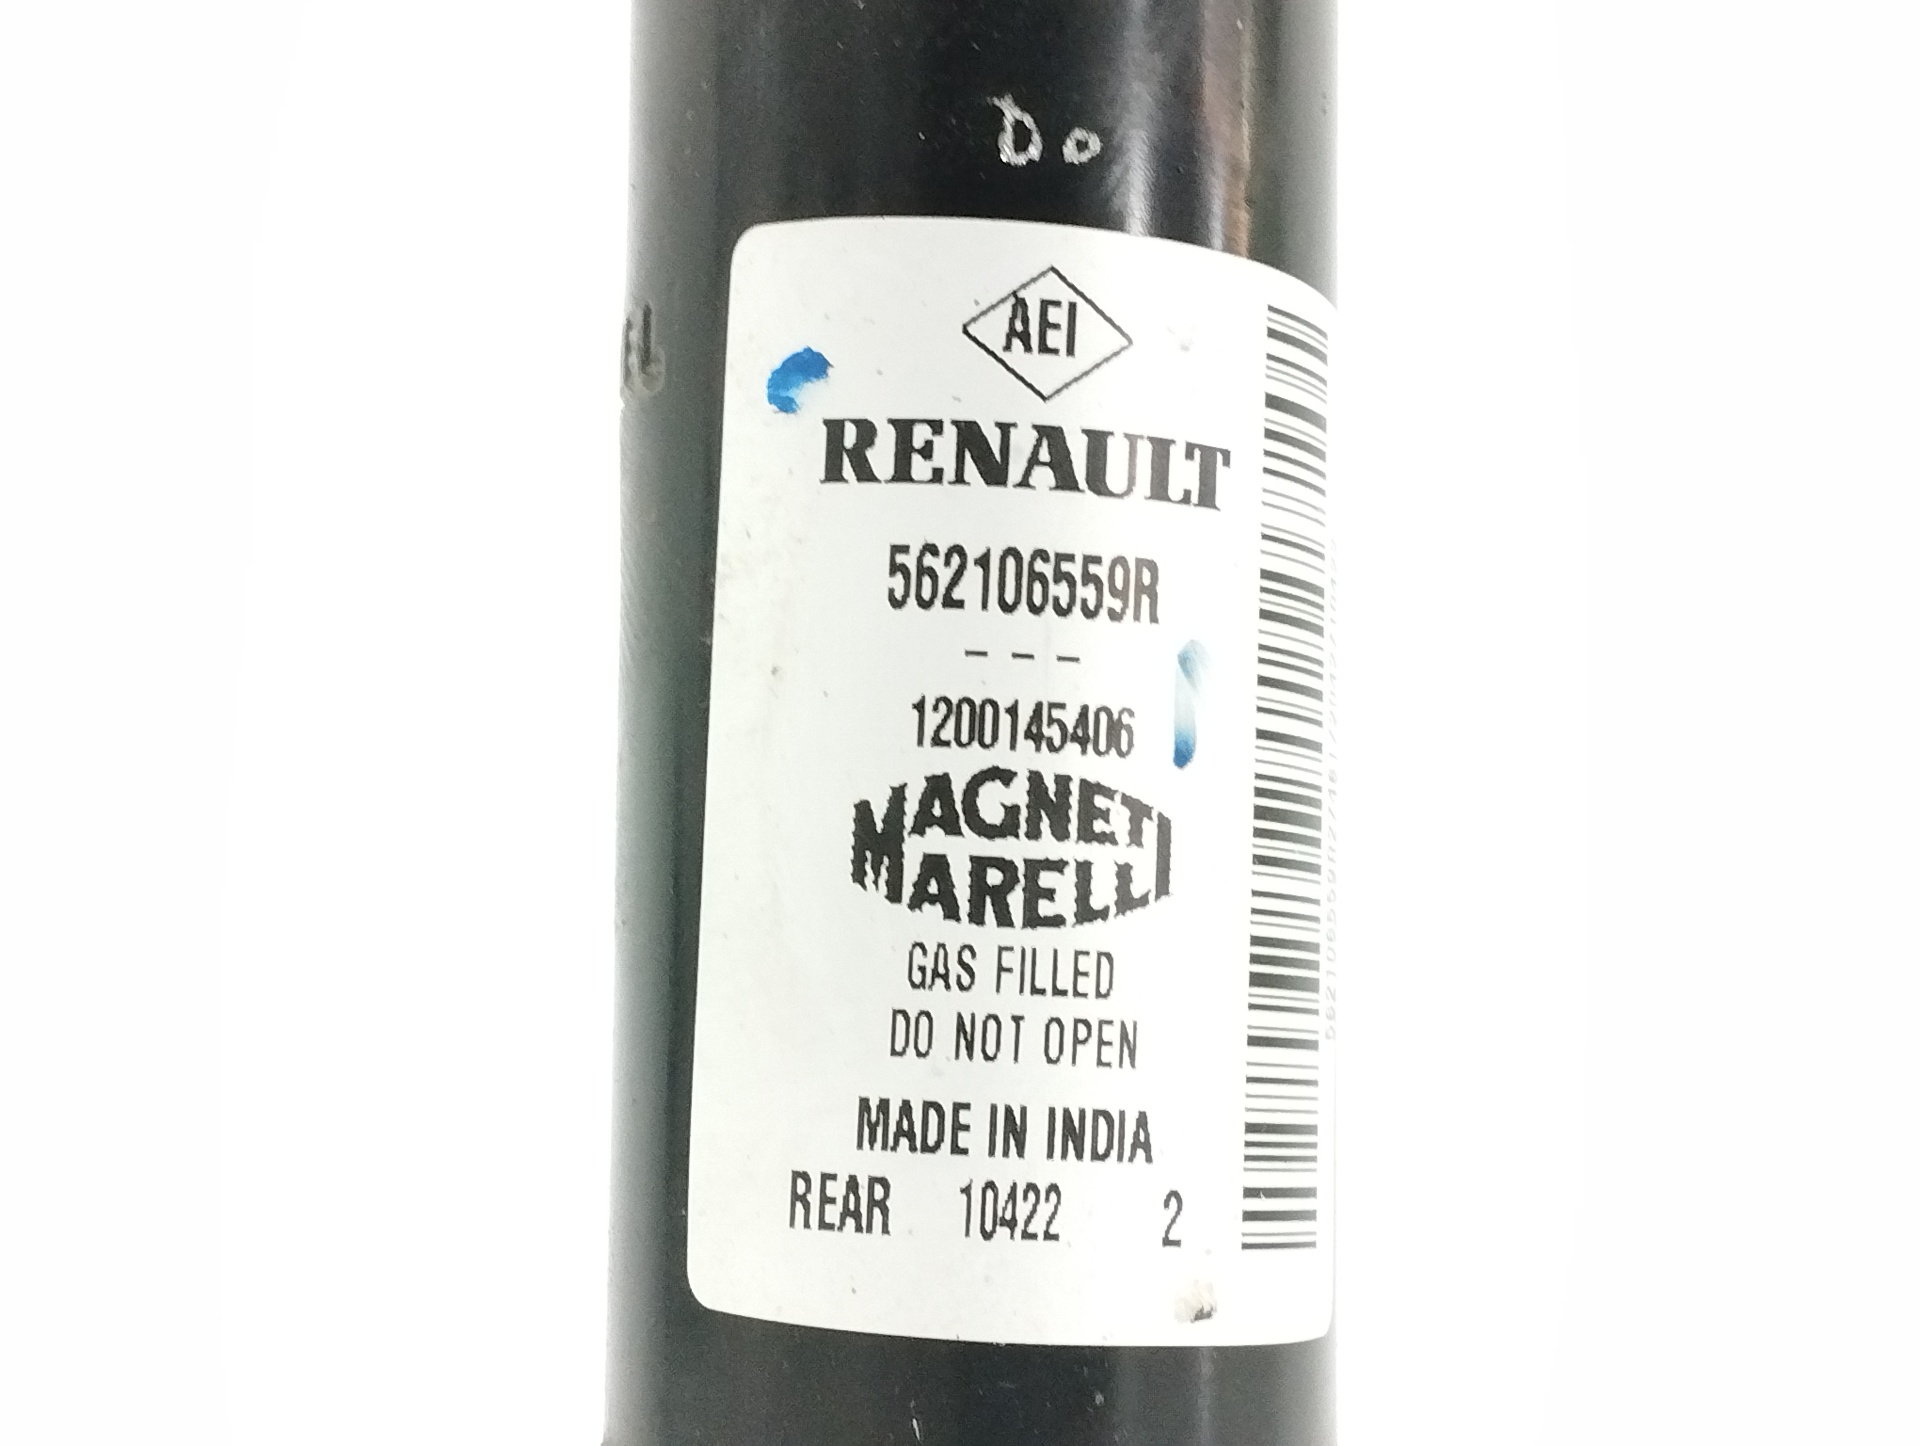 Do
AEI
RENAULT
562106559R
- - -
1200145406
MAGNETI
MARELLI
GAS FILLED
DO NOT OPEN
MADE IN INDIA
REAR 10422 2